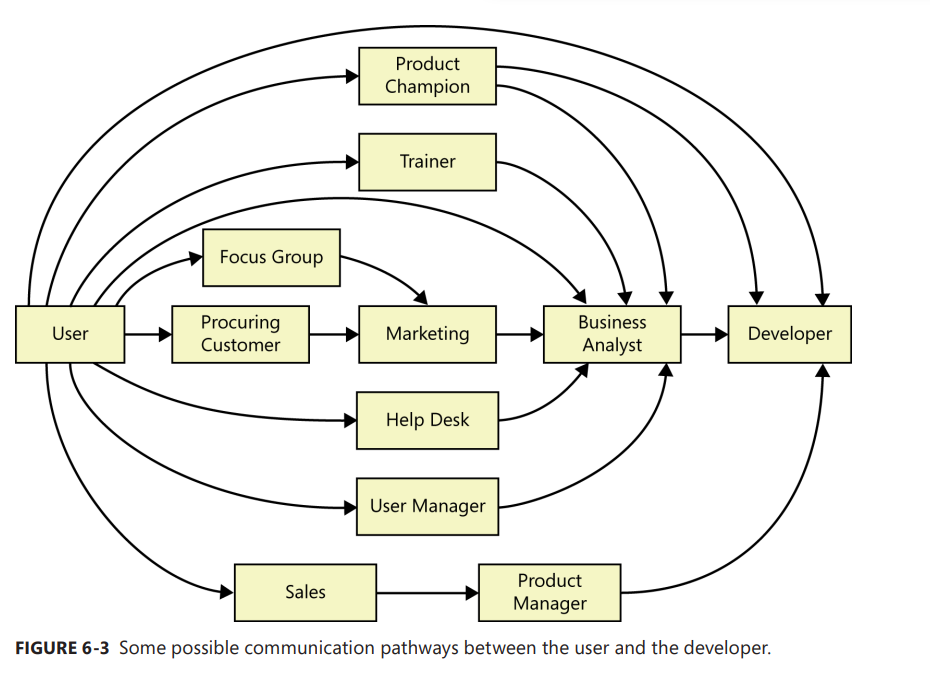 Product
Champion
Trainer
Focus Group
User
Procuring
Customer
Marketing
Business
Analyst
Developer
Help Desk
User Manager
Sales
Product
Manager
FIGURE 6-3 Some possible communication pathways between the user and the developer.